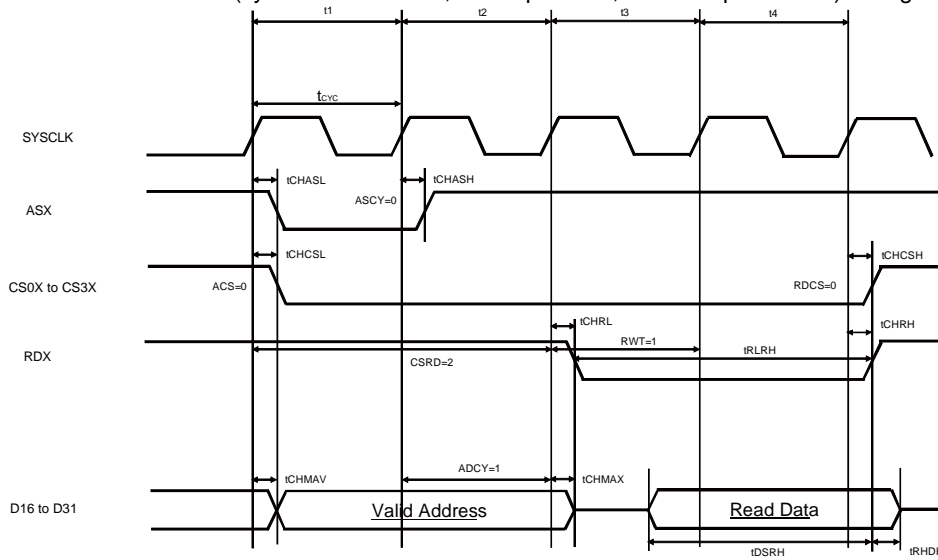 t1 t2 t3 t4
tCYC
SYSCLK
tCHASL tCHASH
ASCY=0
ASX
tCHCSL tCHCSH
CS0X to CS3X ACS=0 RDCS=0
tCHRL tCHRH
RWT=1
RDX tRLRH
CSRD=2
tCHMAV ADCY=1 tCHMAX
D16 to D31 Valid Address Read Data
tDSRH